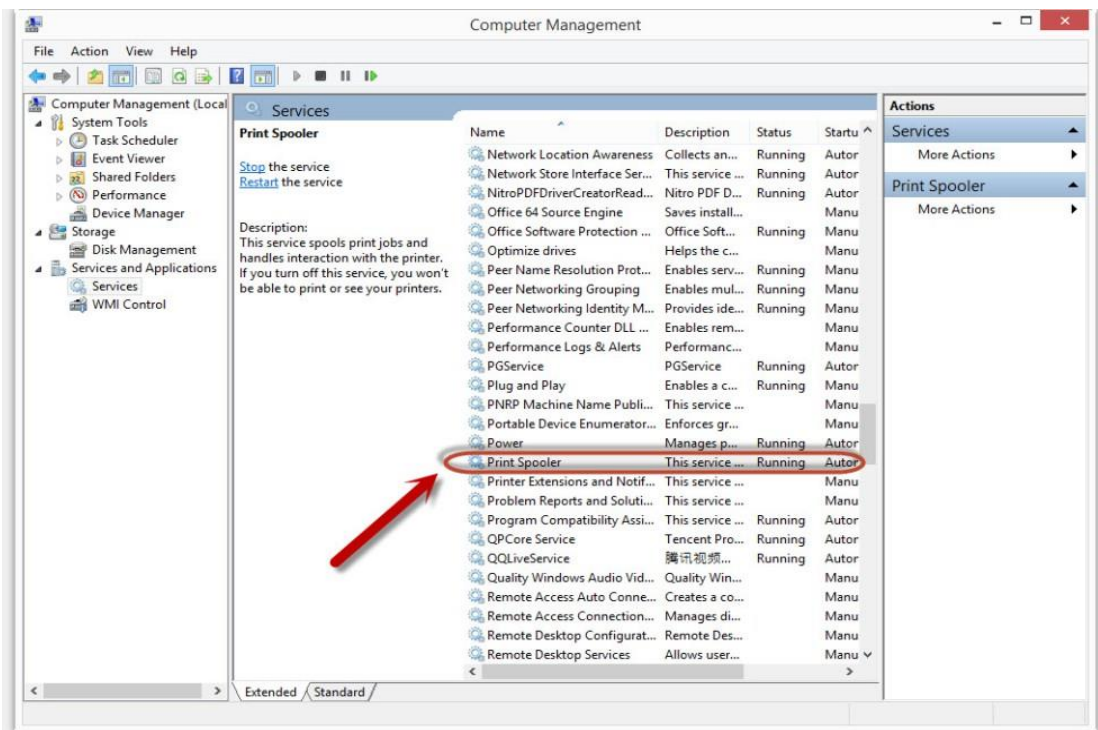 Computer Management
File Action View Help
Computer Management (Local
System Tools
Task Scheduler
Event Viewer
Shared Folders
Performance
Device Manager
Storage
Disk Management
Services and Applications
Services
WMI Control
Services
Print Spooler
Stop the service
Restart the service
Description:
This service spools print jobs and
handles interaction with the printer.
If you turn off this service, you won't
be able to print or see your printers.
Name Description Status Startu
Network Location Awareness Collects an... Running Autor
Network Store Interface Ser... This service ... Running Autor
NitroPDFDriverCreatorRead... Nitro PDF D... Running Autor
Office 64 Source Engine Saves install... Manu
Office Software Protection ... Office Soft... Running Manu
Optimize drives Helps the c... Manu
Peer Name Resolution Prot... Enables serv... Running Manu
Peer Networking Grouping Enables mul... Running Manu
Peer Networking Identity M... Provides ide... Running Manu
Performance Counter DLL ... Enables rem... Manu
Performance Logs & Alerts Performanc... Manu
PGService PGService Running Autor
Plug and Play Enables a c... Running Manu
PNRP Machine Name Publi... This service ... Manu
Portable Device Enumerator... Enforces gr... Manu
Power Manages p... Running Autor
Print Spooler This service ... Running Autor
Printer Extensions and Notif... This service ... Manu
Problem Reports and Soluti... This service ... Manu
Program Compatibility Assi... This service ... Running Autor
QPCore Service Tencent Pro... Running Autor
QQLiveService 腾讯视频... Running Autor
Quality Windows Audio Vid... Quality Win... Manu
Remote Access Auto Conne... Creates a co... Manu
Remote Access Connection... Manages di... Manu
Remote Desktop Configurat... Remote Des... Manu
Remote Desktop Services Allows user... Manu
Extended Standard
Actions
Services
More Actions
Print Spooler
More Actions